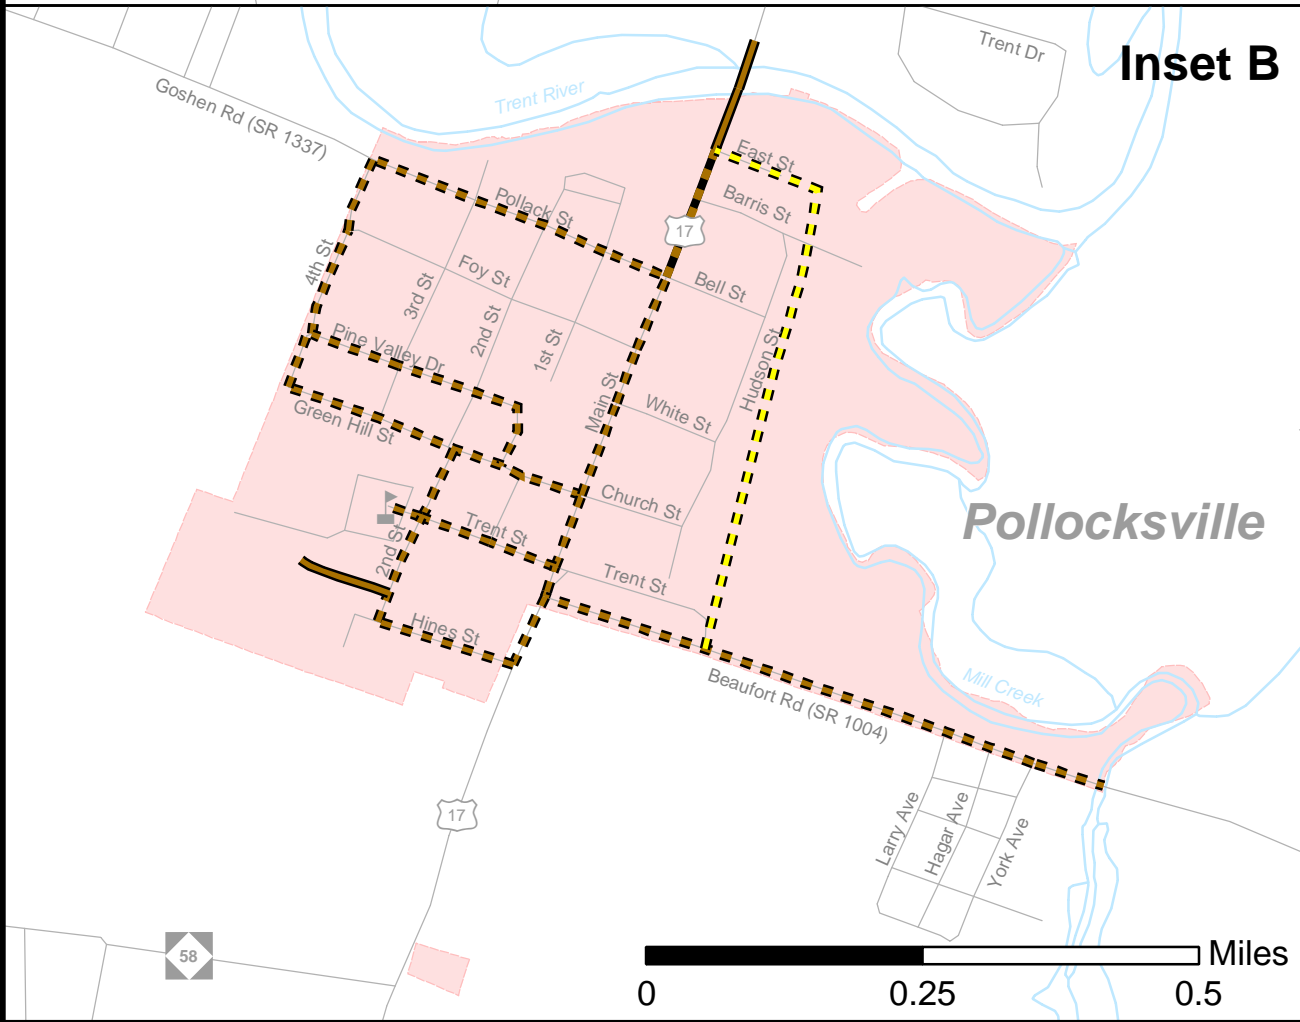 Trent Dr
Inset B
Goshen Rd (SR 1337)
Trent River
East St
Barris St
Pollack St
17
4th St
Foy St
3rd St
Bell St
2nd St
1st St
Pine Valley Dr
Hudson St
Main St
White St
Green Hill St
Church St
Pollocksville
Trent St
2nd St
Trent St
Hines St
Mill Creek
Beaufort Rd (SR 1004)
17
Larry Ave
Hagar Ave
York Ave
58
Miles
0 0.25 0.5